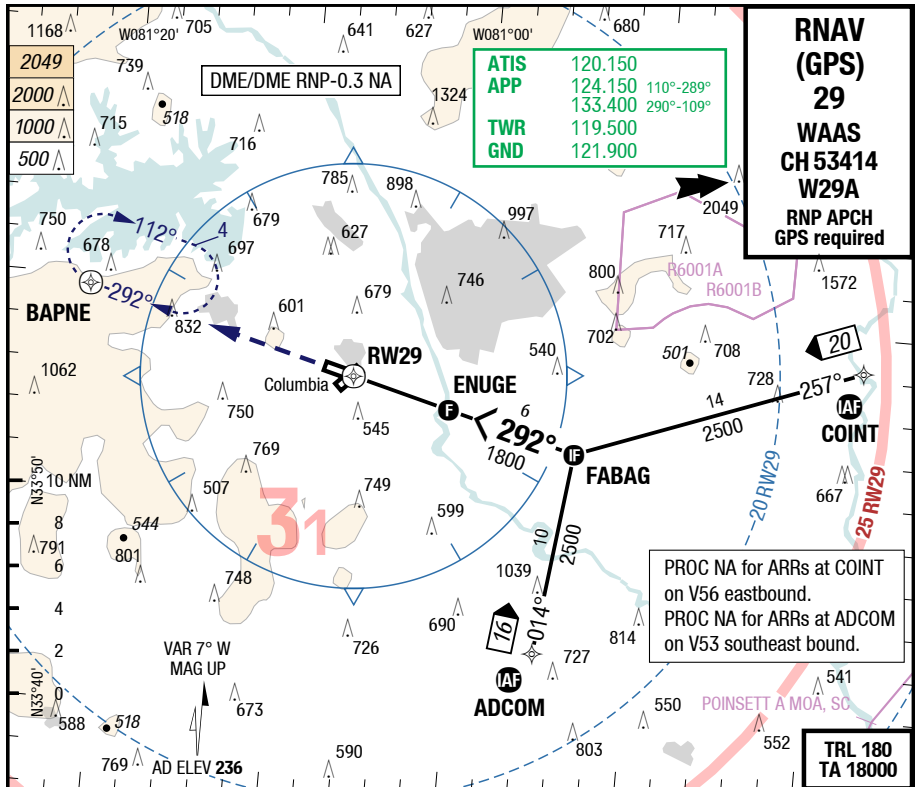 1168
705
W081°20'
641
627
W081°00'
680
2049
2000
1000
500
739
518
715
716
DME/DME RNP-0.3 NA
1324
ATIS 120.150
APP 124.150 110°-289°
133.400 290°-109°
TWR 119.500
GND 121.900
RNAV
(GPS)
29
WAAS
CH 53414
W29A
RNP APCH
GPS required
785
898
2049
750
678
112°
4
679
697
627
997
717
746
800
R6001A
R6001B
1572
292°
BAPNE
832
601
679
702
501
708
RW29
Columbia
ENUGE
F
540
728
20
257°
14
2500
IAF
COINT
1062
750
545
6
292°
1800
IF
FABAG
769
N33°50'
10 NM
507
749
667
20 RW29
25 RW29
31
8
544
791
801
6
599
10
2500
1039
748
4
690
014°
16
814
PROC NA for ARRs at COINT
on V56 eastbound.
PROC NA for ARRs at ADCOM
on V53 southeast bound.
726
2
VAR 7° W
MAG UP
727
IAF
ADCOM
541
N33°40'
0
673
588
518
550
POINSETT A MOA, SC
552
769
AD ELEV 236
590
803
TRL 180
TA 18000